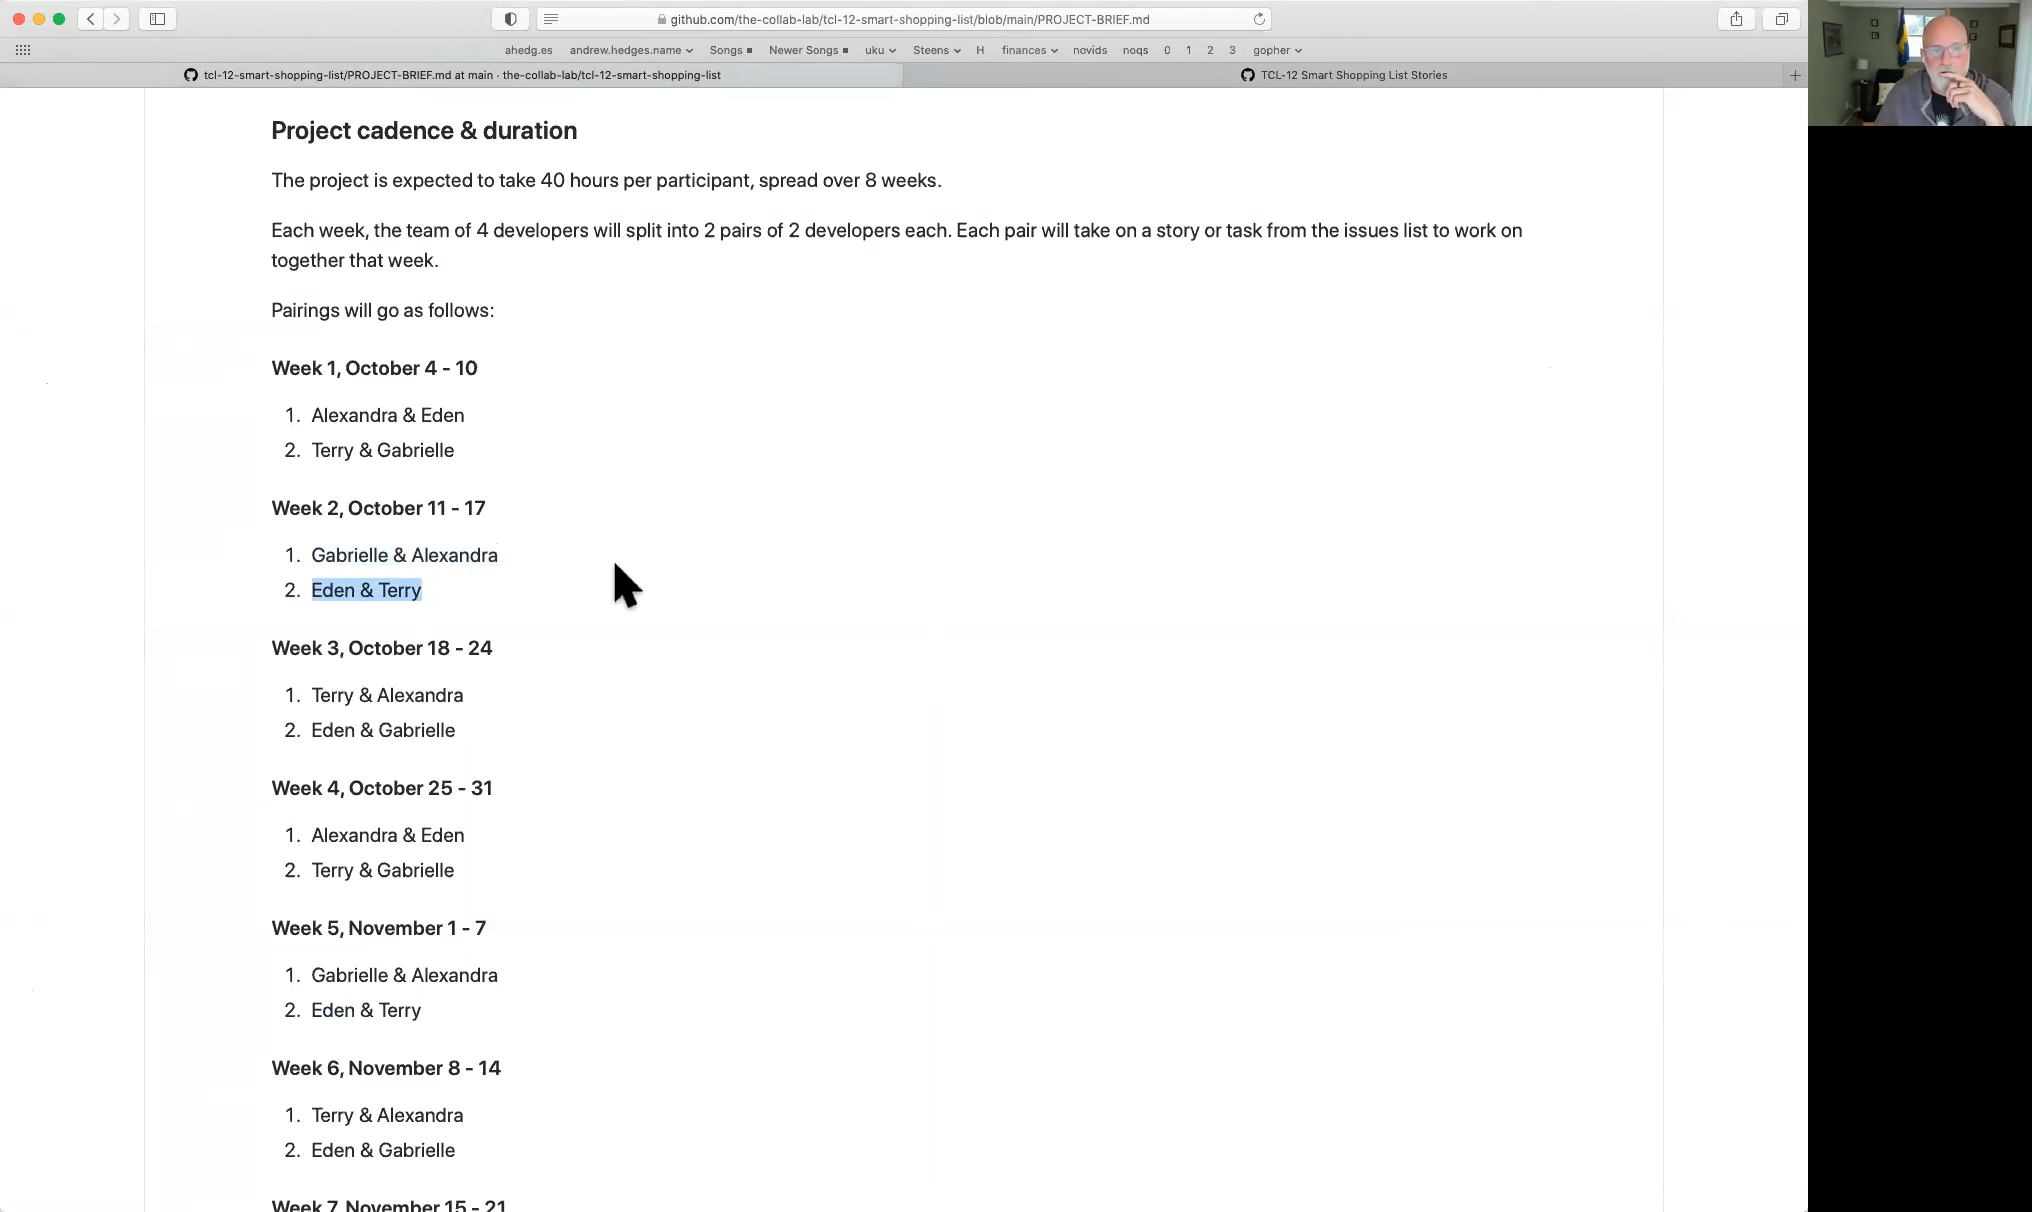 github.com/the-collab-lab/tcl-12-smart-shopping-list/blob/main/PROJECT-BRIEF.md
ahedg.es andrew.hedges.name Songs Newer Songs uku Steens H finances novids noqs 0 1 2 3 gopher
tcl-12-smart-shopping-list/PROJECT-BRIEF.md at main · the-collab-lab/tcl-12-smart-shopping-list
TCL-12 Smart Shopping List Stories
Project cadence & duration
The project is expected to take 40 hours per participant, spread over 8 weeks.
Each week, the team of 4 developers will split into 2 pairs of 2 developers each. Each pair will take on a story or task from the issues list to work on
together that week.
Pairings will go as follows:
Week 1, October 4 - 10
1. Alexandra & Eden
2. Terry & Gabrielle
Week 2, October 11 - 17
1. Gabrielle & Alexandra
2. Eden & Terry
Week 3, October 18 - 24
1. Terry & Alexandra
2. Eden & Gabrielle
Week 4, October 25 - 31
1. Alexandra & Eden
2. Terry & Gabrielle
Week 5, November 1 - 7
1. Gabrielle & Alexandra
2. Eden & Terry
Week 6, November 8 - 14
1. Terry & Alexandra
2. Eden & Gabrielle
Week 7, November 15 - 21